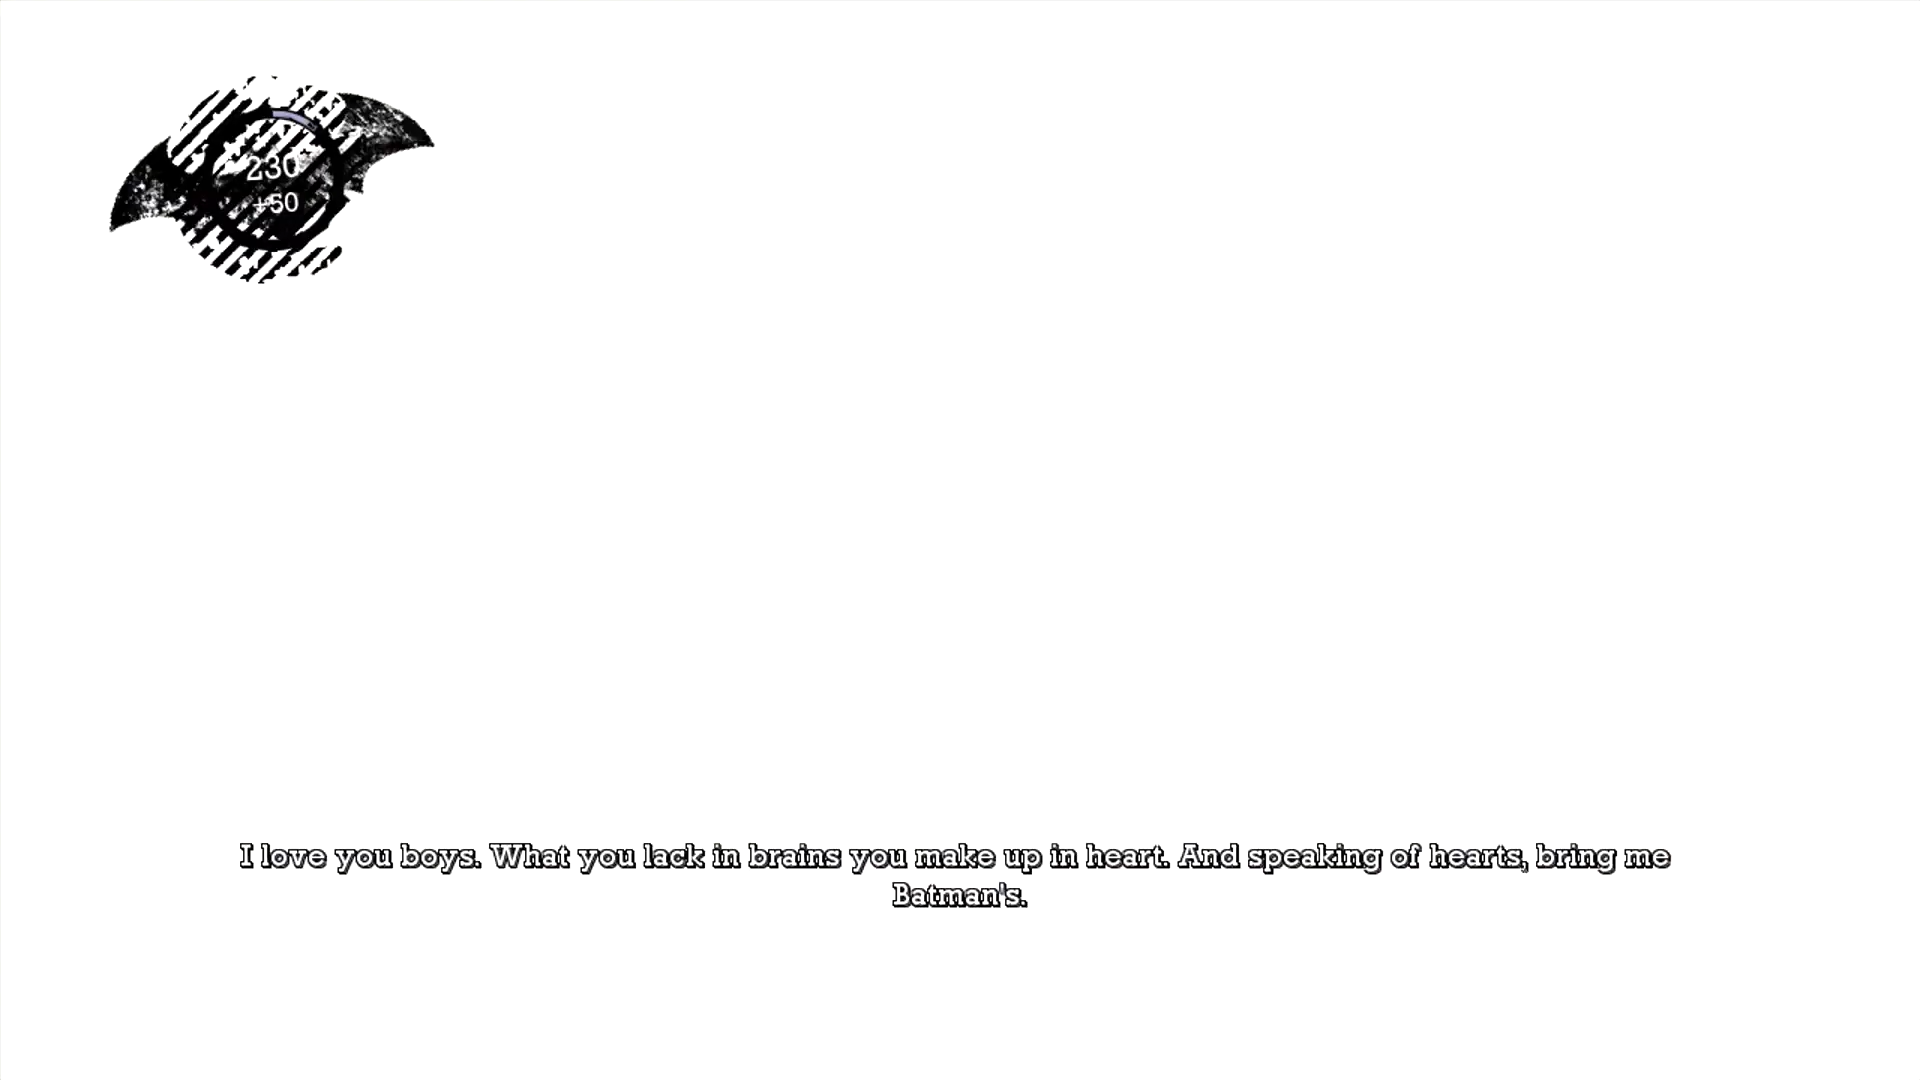 230
+50
I love you boys. What you lack in brains you make up in heart. And speaking of hearts, bring me
Batman's.